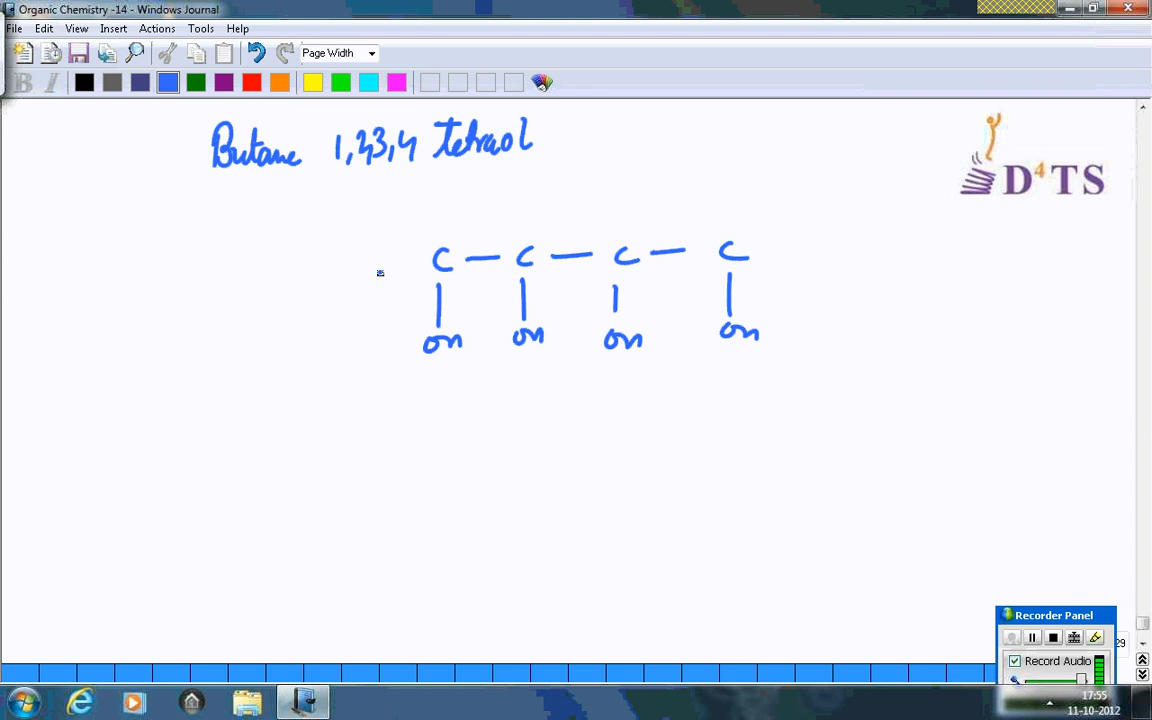 Organic Chemistry -14 - Windows Journal
File Edit View Insert Actions Tools Help
Page Width
B I
Butane 1,2,3,4 tetraol
D4TS
C — C — C — C
OH OH OH OH
Recorder Panel
29
Record Audio
17:55
11-10-2012